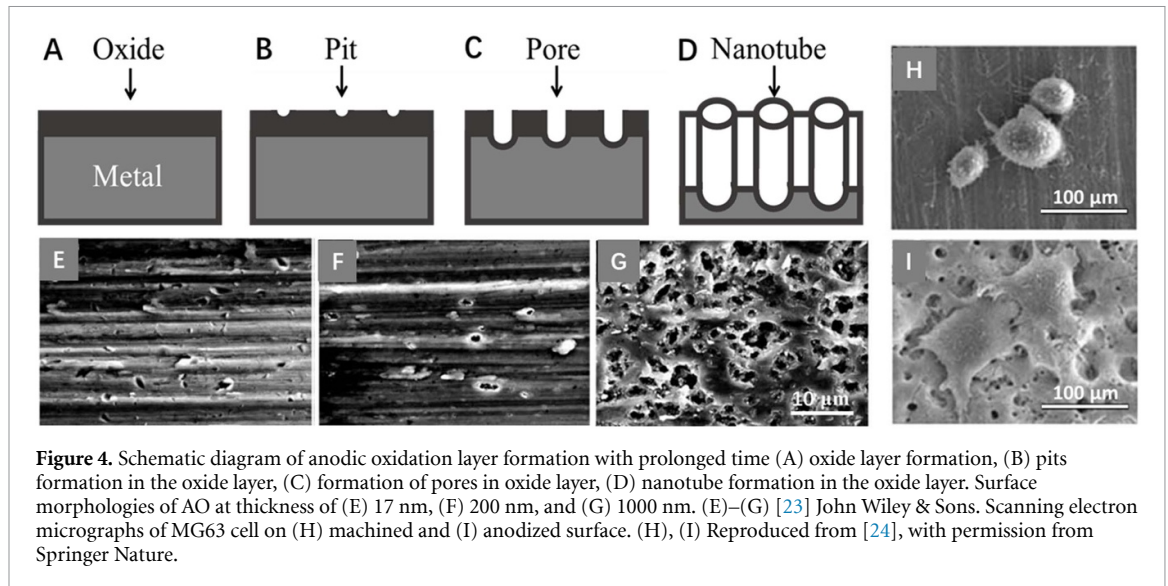 A Oxide
B Pit
C Pore
D Nanotube
H
Metal
100 µm
E
F
G
I
10 µm
100 µm
Figure 4. Schematic diagram of anodic oxidation layer formation with prolonged time (A) oxide layer formation, (B) pits
formation in the oxide layer, (C) formation of pores in oxide layer, (D) nanotube formation in the oxide layer. Surface
morphologies of AO at thickness of (E) 17 nm, (F) 200 nm, and (G) 1000 nm. (E)–(G) [23] John Wiley & Sons. Scanning electron
micrographs of MG63 cell on (H) machined and (I) anodized surface. (H), (I) Reproduced from [24], with permission from
Springer Nature.